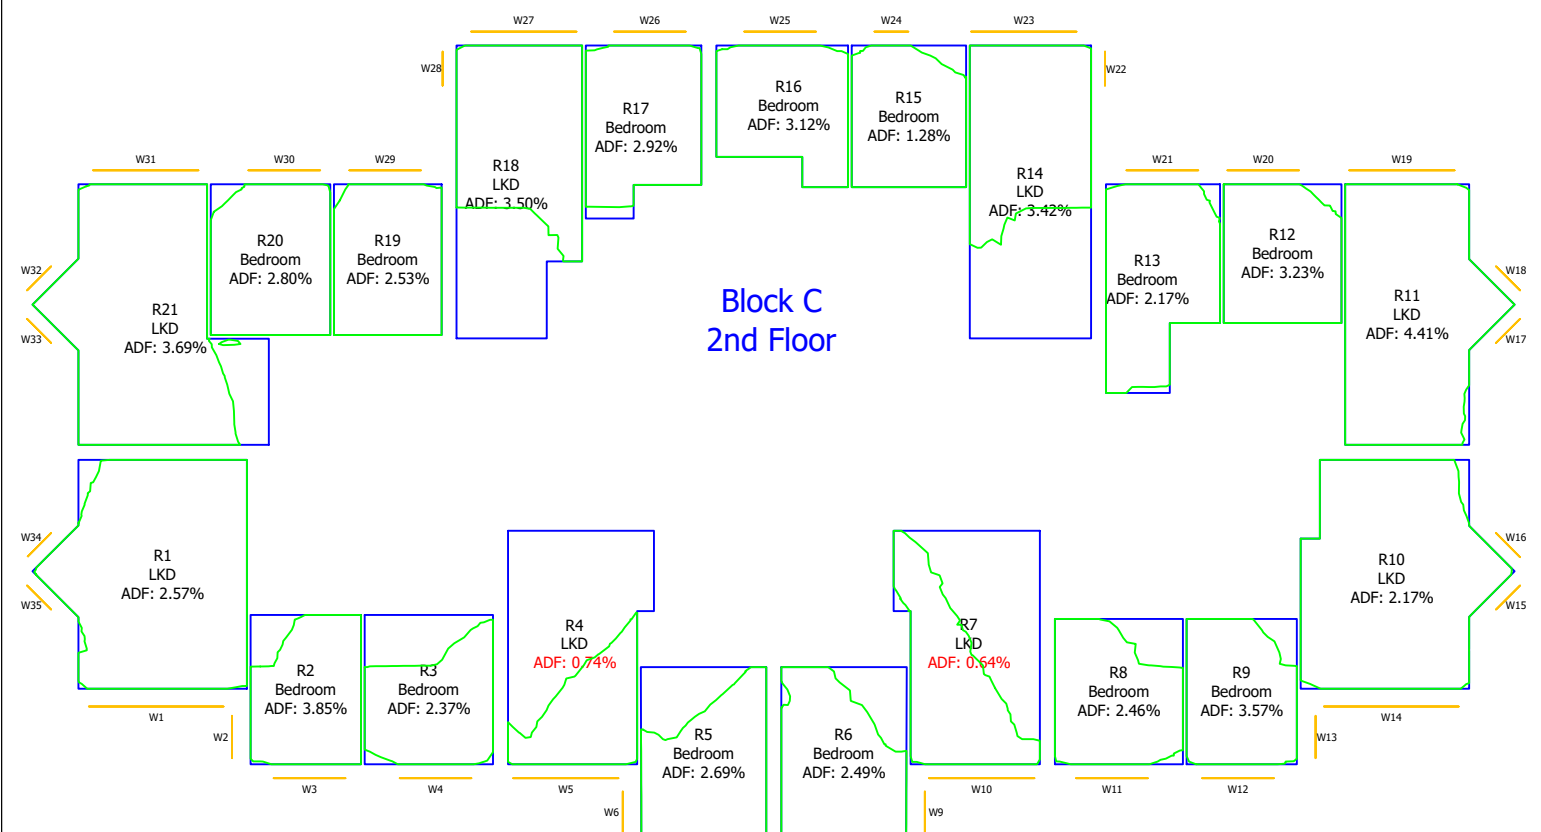 W27
W26
W25
W24
W23
W28
W22
R17
Bedroom
ADF: 2.92%
R16
Bedroom
ADF: 3.12%
R15
Bedroom
ADF: 1.28%
R18
LKD
ADF: 3.50%
R14
LKD
ADF: 3.42%
W31
W30
W29
W21
W20
W19
R20
Bedroom
ADF: 2.80%
R19
Bedroom
ADF: 2.53%
R13
Bedroom
ADF: 2.17%
R12
Bedroom
ADF: 3.23%
W32
W33
R21
LKD
ADF: 3.69%
Block C
2nd Floor
R11
LKD
ADF: 4.41%
W18
W17
W34
W35
R1
LKD
ADF: 2.57%
R2
Bedroom
ADF: 3.85%
R3
Bedroom
ADF: 2.37%
R4
LKD
ADF: 0.74%
R7
LKD
ADF: 0.64%
R8
Bedroom
ADF: 2.46%
R9
Bedroom
ADF: 3.57%
R10
LKD
ADF: 2.17%
W16
W15
W1
W2
R5
Bedroom
ADF: 2.69%
R6
Bedroom
ADF: 2.49%
W14
W13
W3
W4
W5
W6
W9
W10
W11
W12